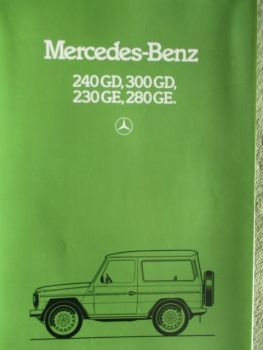 Mercedes-Benz
240 GD, 300 GD,
230 GE, 280 GE.